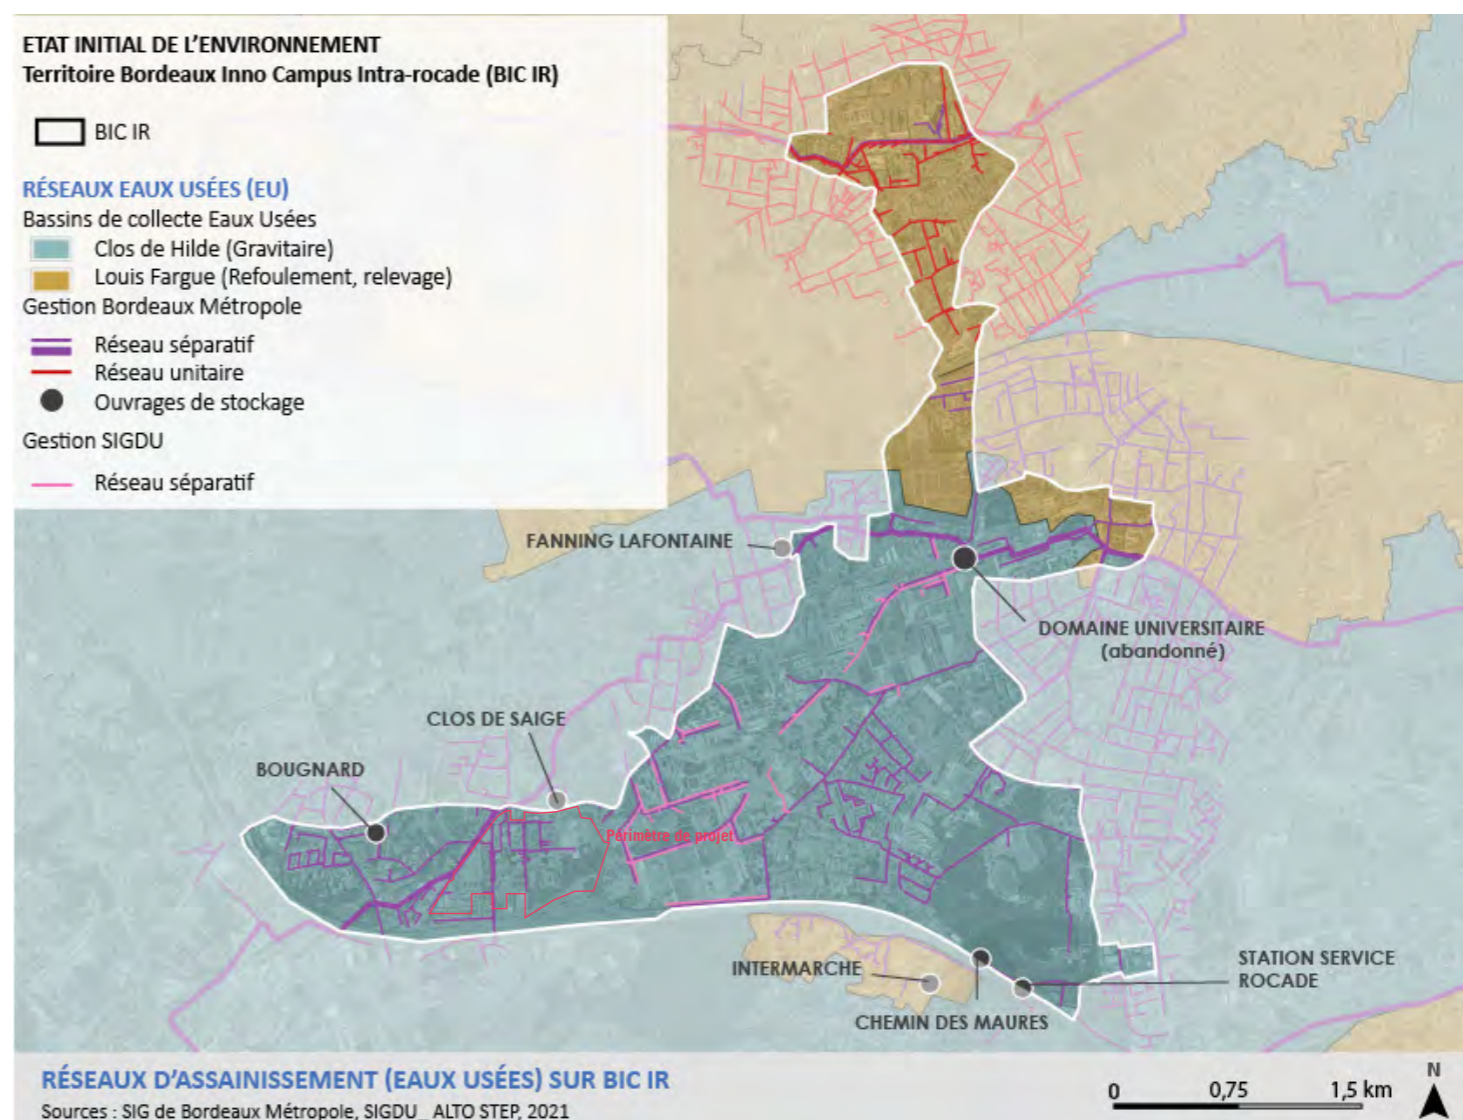 ETAT INITIAL DE L'ENVIRONNEMENT
Territoire Bordeaux Inno Campus Intra-rocade (BIC IR)
BIC IR
RÉSEAUX EAUX USÉES (EU)
Bassins de collecte Eaux Usées
Clos de Hilde (Gravitaire)
Louis Fargue (Refoulement, relevage)
Gestion Bordeaux Métropole
Réseau séparatif
Réseau unitaire
Ouvrages de stockage
Gestion SIGDU
Réseau séparatif
FANNING LAFONTAINE
DOMAINE UNIVERSITAIRE
(abandonné)
CLOS DE SAIGE
BOUGNARD
Périmètre de projet
INTERMARCHE
STATION SERVICE
ROCADE
CHEMIN DES MAURES
RÉSEAUX D'ASSAINISSEMENT (EAUX USÉES) SUR BIC IR
Sources : SIG de Bordeaux Métropole, SIGDU_ ALTO STEP, 2021
0 0,75 1,5 km
N